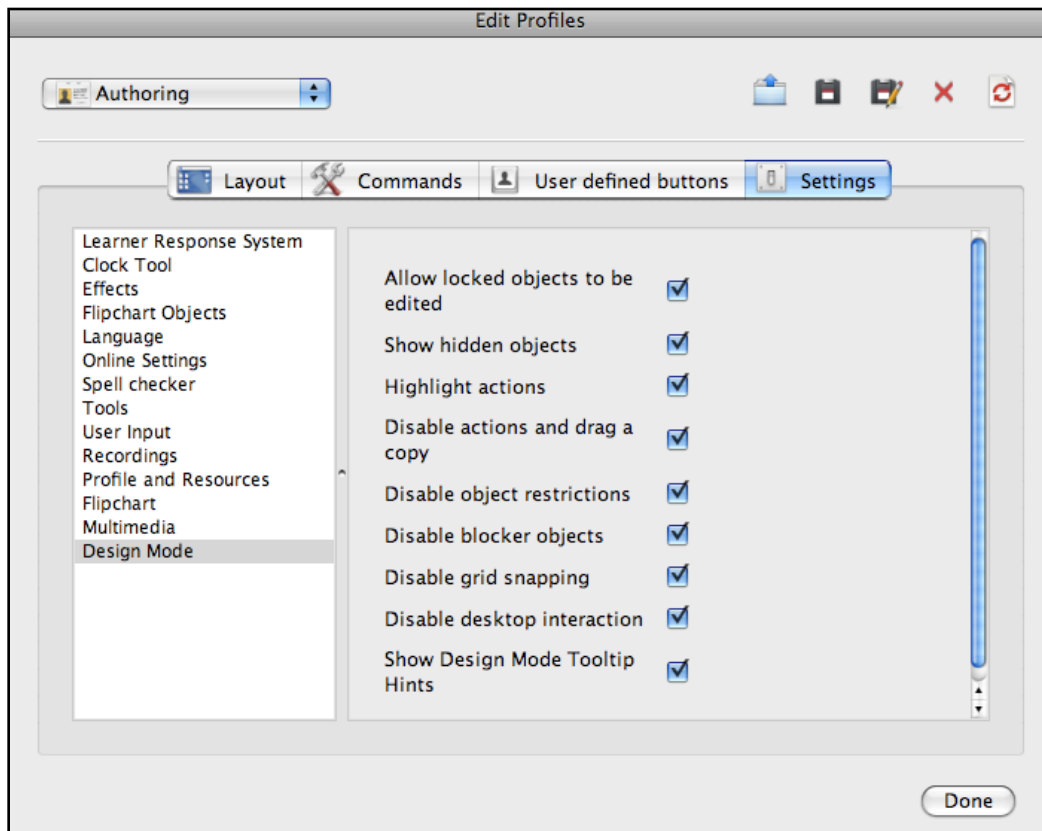 Edit Profiles
Authoring
Layout
Commands
User defined buttons
Settings
Learner Response System
Clock Tool
Effects
Flipchart Objects
Language
Online Settings
Spell checker
Tools
User Input
Recordings
Profile and Resources
Flipchart
Multimedia
Design Mode
Allow locked objects to be
edited
Show hidden objects
Highlight actions
Disable actions and drag a
copy
Disable object restrictions
Disable blocker objects
Disable grid snapping
Disable desktop interaction
Show Design Mode Tooltip
Hints
Done